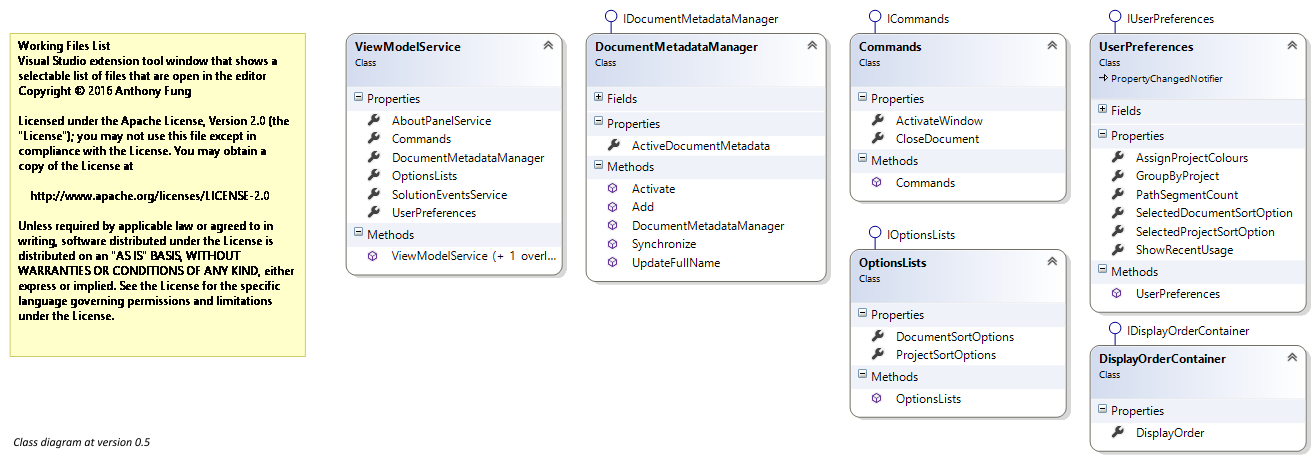 Working Files List
Visual Studio extension tool window that shows a
selectable list of files that are open in the editor
Copyright © 2016 Anthony Fung
Licensed under the Apache License, Version 2.0 (the
"License"); you may not use this file except in
compliance with the License. You may obtain a
copy of the License at
http://www.apache.org/licenses/LICENSE-2.0
Unless required by applicable law or agreed to in
writing, software distributed under the License is
distributed on an "AS IS" BASIS, WITHOUT
WARRANTIES OR CONDITIONS OF ANY KIND, either
express or implied. See the License for the specific
language governing permissions and limitations
under the License.
Class diagram at version 0.5
ViewModelService
Class
Properties
AboutPanelService
Commands
DocumentMetadataManager
OptionsLists
SolutionEventsService
UserPreferences
Methods
ViewModelService (+ 1 overl...
IDocumentMetadataManager
DocumentMetadataManager
Class
Fields
Properties
ActiveDocumentMetadata
Methods
Activate
Add
DocumentMetadataManager
Synchronize
UpdateFullName
ICommands
Commands
Class
Properties
ActivateWindow
CloseDocument
Methods
Commands
IOptionsLists
OptionsLists
Class
Properties
DocumentSortOptions
ProjectSortOptions
Methods
OptionsLists
IUserPreferences
UserPreferences
Class
PropertyChangedNotifier
Fields
Properties
AssignProjectColours
GroupByProject
PathSegmentCount
SelectedDocumentSortOption
SelectedProjectSortOption
ShowRecentUsage
Methods
UserPreferences
IDisplayOrderContainer
DisplayOrderContainer
Class
Properties
DisplayOrder